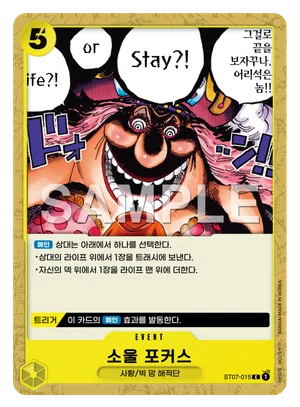 5
or
Stay?!
ife?!
그걸로
끝을
보자꾸나.
어리석은
놈!!
ドォ
SAMPLE
메인 상대는 아래에서 하나를 선택한다.
・상대의 라이프 위에서 1장을 트래시에 보낸다.
・자신의 덱 위에서 1장을 라이프 맨 위에 더한다.
트리거 이 카드의 메인 효과를 발동한다.
EVENT
소울 포커스
사황/빅 맘 해적단
ST07-015 C 1